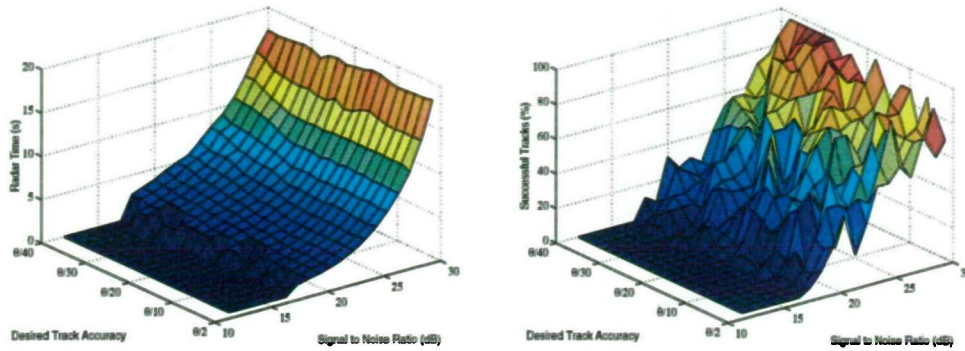 20
15
10
5
0
Radar Time (s)
θ/40
θ/30
θ/20
θ/10
θ/2
10
15
20
25
30
Desired Track Accuracy
Signal to Noise Ratio (dB)
100
80
60
40
20
0
Successful Tracks (%)
θ/40
θ/30
θ/20
θ/10
θ/2
10
15
20
25
3
Desired Track Accuracy
Signal to Noise Ratio (dB)